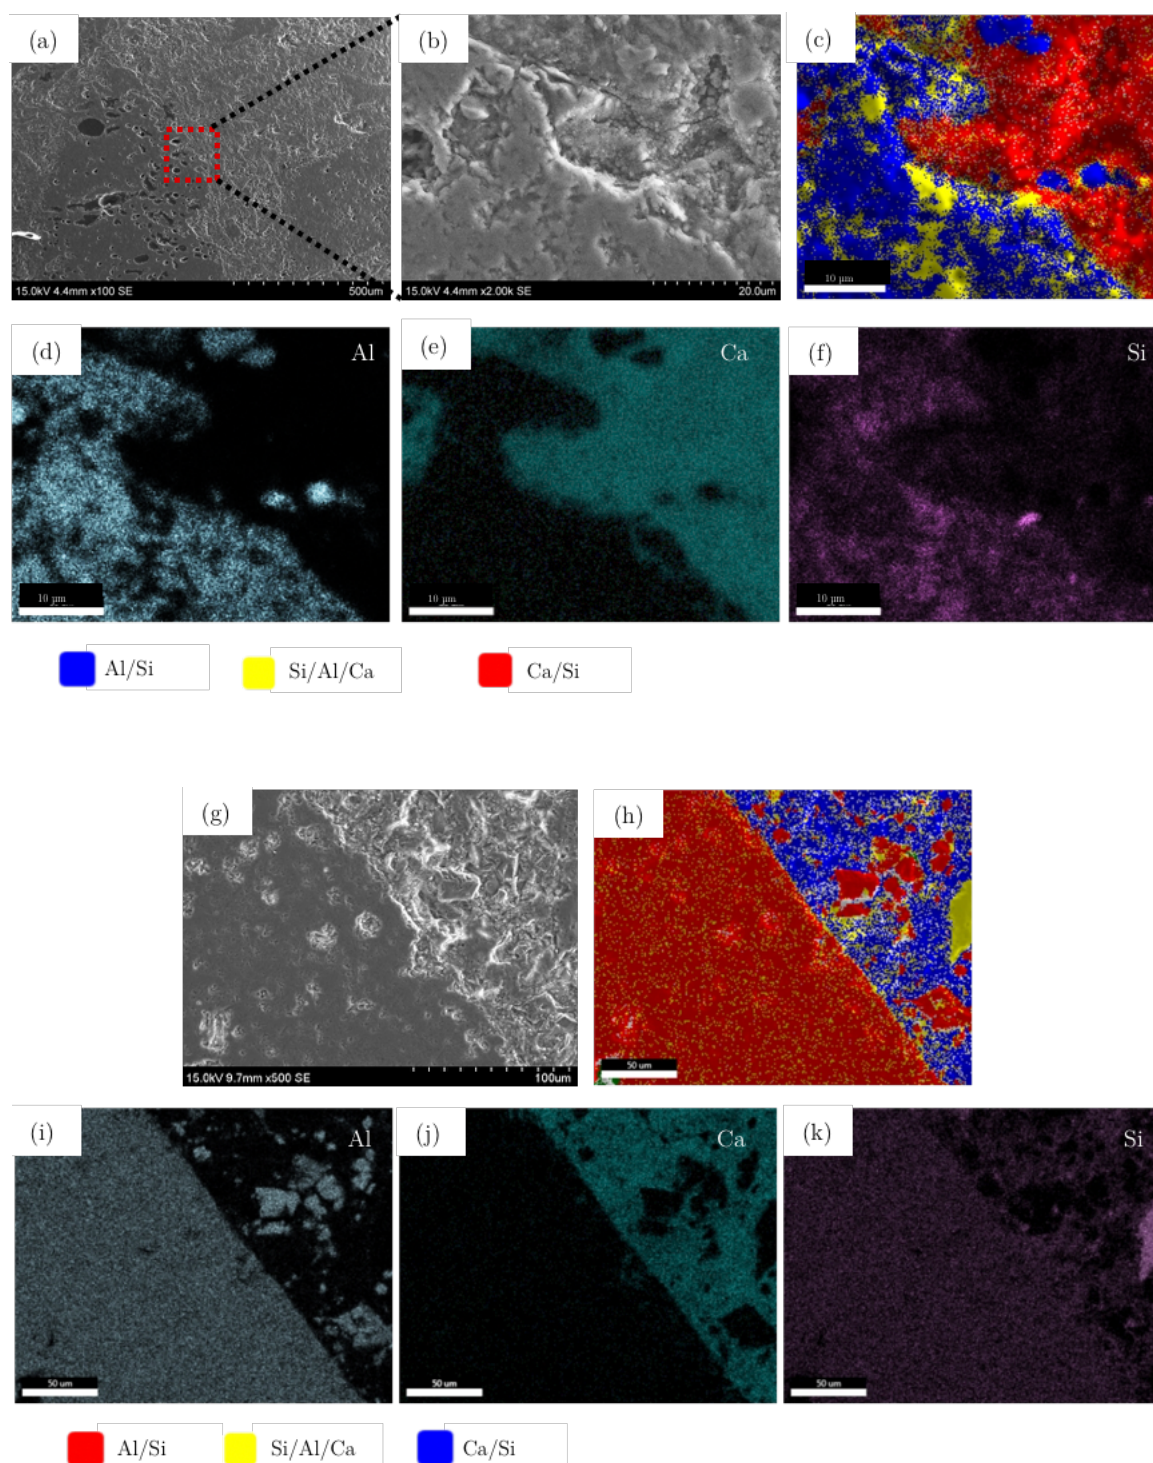 (a)
(b)
(c)
15.0kV 4.4mm x100 SE 500um
15.0kV 4.4mm x2.00k SE 20.0um
10 µm
(d) Al
(e) Ca
(f) Si
10 µm
10 µm
10 µm
Al/Si
Si/Al/Ca
Ca/Si
(g)
(h)
15.0kV 9.7mm x500 SE 100um
50 um
(i) Al
(j) Ca
(k) Si
50 um
50 um
50 um
Al/Si
Si/Al/Ca
Ca/Si